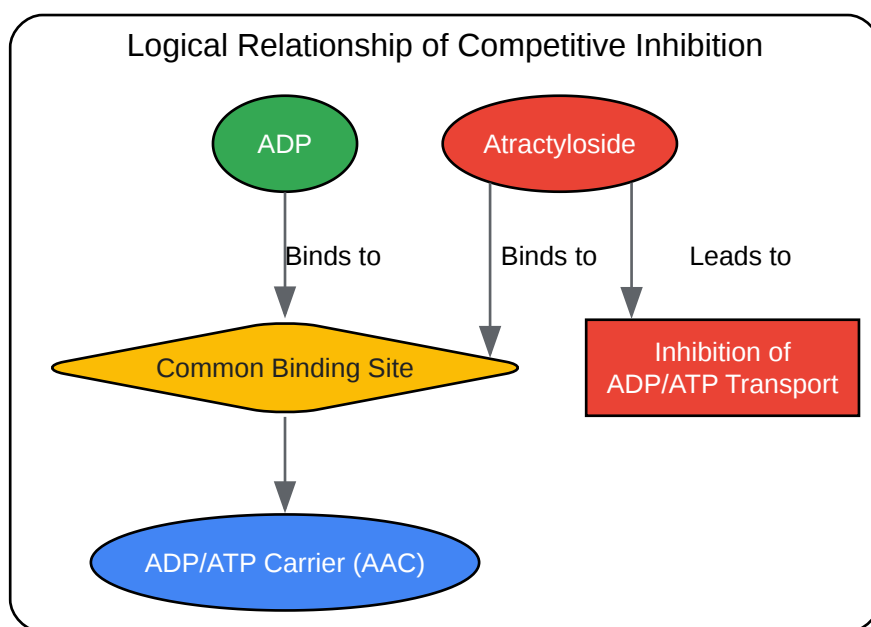 Logical Relationship of Competitive Inhibition
ADP
Atractyloside
Binds to
Binds to
Leads to
Common Binding Site
Inhibition of
ADP/ATP Transport
ADP/ATP Carrier (AAC)